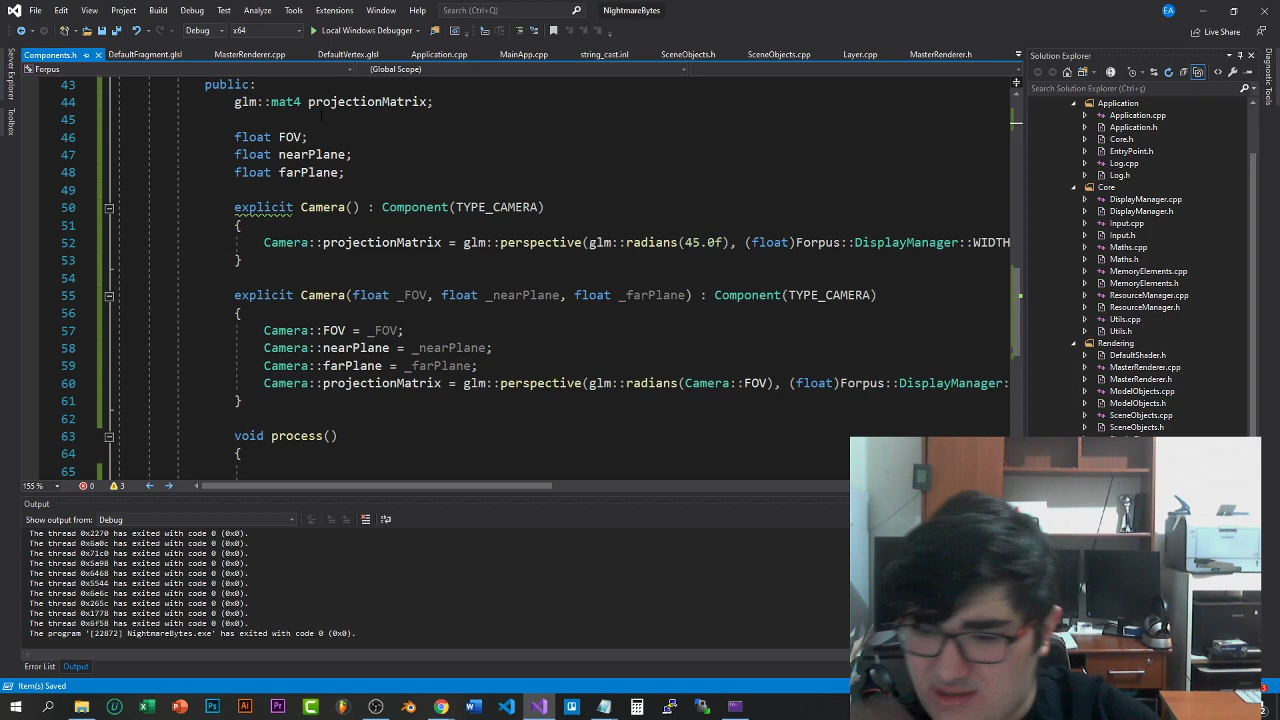 File Edit View Project Build Debug Test Analyze Tools Extensions Window Help Search (Ctrl+Q) NightmareBytes EA
Debug x64 Local Windows Debugger Live Share
Components.h DefaultFragment.glsl MasterRenderer.cpp DefaultVertex.glsl Application.cpp MainApp.cpp string_cast.inl SceneObjects.h SceneObjects.cpp Layer.cpp MasterRenderer.h
Forpus (Global Scope)
43 public:
44 glm::mat4 projectionMatrix;
45
46 float FOV;
47 float nearPlane;
48 float farPlane;
49
50 explicit Camera() : Component(TYPE_CAMERA)
51 {
52 Camera::projectionMatrix = glm::perspective(glm::radians(45.0f), (float)Forpus::DisplayManager::WIDTH
53 }
54
55 explicit Camera(float _FOV, float _nearPlane, float _farPlane) : Component(TYPE_CAMERA)
56 {
57 Camera::FOV = _FOV;
58 Camera::nearPlane = _nearPlane;
59 Camera::farPlane = _farPlane;
60 Camera::projectionMatrix = glm::perspective(glm::radians(Camera::FOV), (float)Forpus::DisplayManager:
61 }
62
63 void process()
64 {
65
155 % 0 3
Output
Show output from: Debug
The thread 0x2270 has exited with code 0 (0x0).
The thread 0x6a0c has exited with code 0 (0x0).
The thread 0x71c0 has exited with code 0 (0x0).
The thread 0x5a98 has exited with code 0 (0x0).
The thread 0x6468 has exited with code 0 (0x0).
The thread 0x5544 has exited with code 0 (0x0).
The thread 0x6e6c has exited with code 0 (0x0).
The thread 0x265c has exited with code 0 (0x0).
The thread 0x1778 has exited with code 0 (0x0).
The thread 0x6f58 has exited with code 0 (0x0).
The program '[22872] NightmareBytes.exe' has exited with code 0 (0x0).
Error List Output
Item(s) Saved
Server Explorer
Toolbox
Solution Explorer
Search Solution Explorer (Ctrl+g)
Application
Application.cpp
Application.h
Core.h
EntryPoint.h
Log.cpp
Log.h
Core
DisplayManager.cpp
DisplayManager.h
Input.cpp
Input.h
Maths.cpp
Maths.h
MemoryElements.cpp
MemoryElements.h
ResourceManager.cpp
ResourceManager.h
Utils.cpp
Utils.h
Rendering
DefaultShader.h
MasterRenderer.cpp
MasterRenderer.h
ModelObjects.cpp
ModelObjects.h
SceneObjects.cpp
SceneObjects.h
Diagnostic Tools